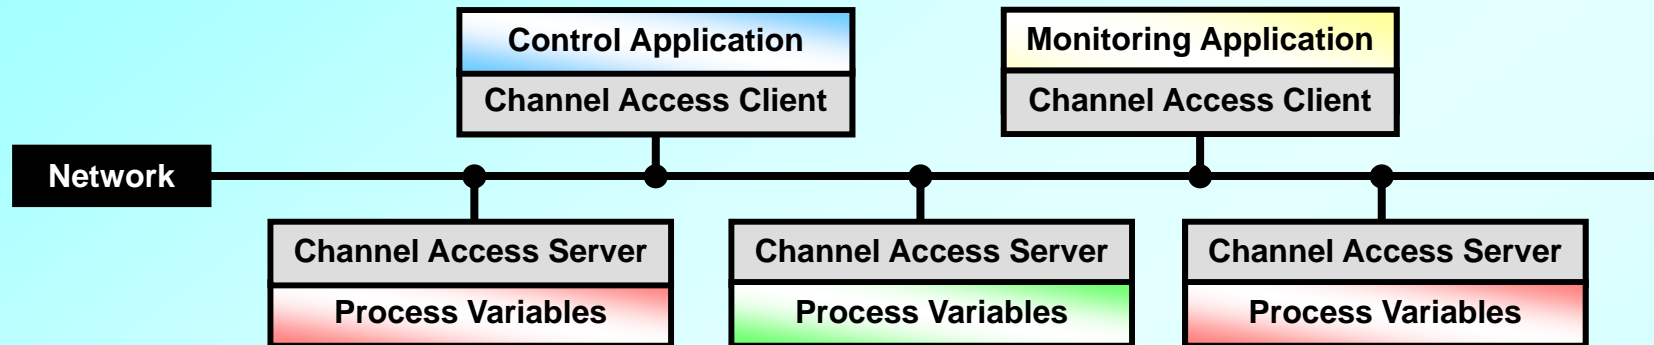 Control Application
Channel Access Client
Monitoring Application
Channel Access Client
Network
Channel Access Server
Process Variables
Channel Access Server
Process Variables
Channel Access Server
Process Variables